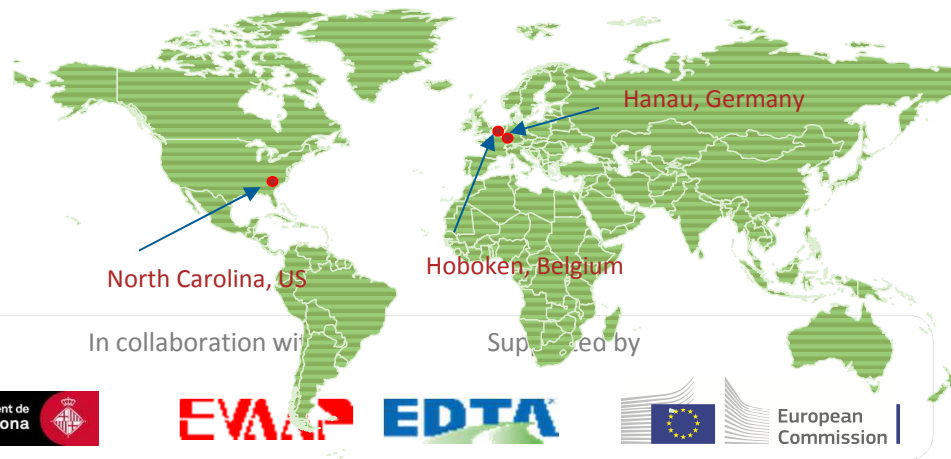 Hanau, Germany
Hoboken, Belgium
North Carolina, US
In collaboration wi
Sup ed by
ent de
ona
EVAAP
EDTA
European
Commission